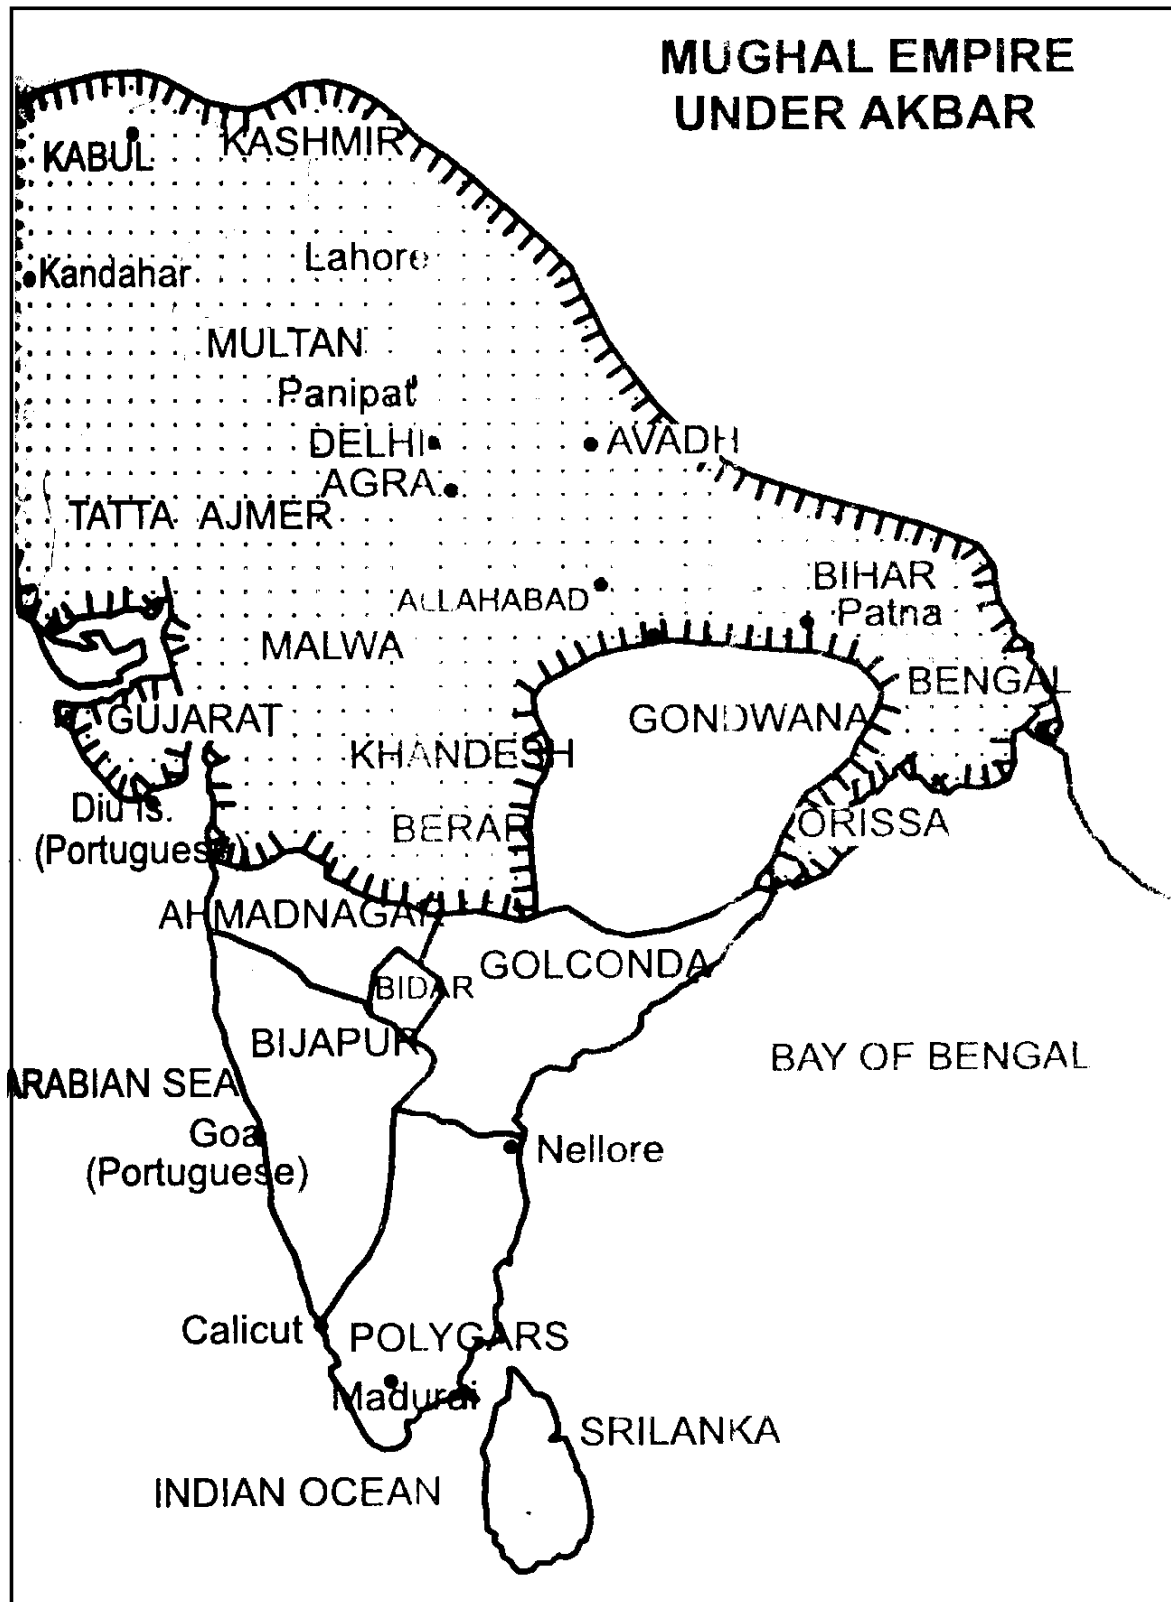 MUGHAL EMPIRE
UNDER AKBAR
KASHMIR
KABUL
Lahore
Kandahar
MULTAN
Panipat
DELHI
AVADH
AGRA
TATTA
AJMER
BIHAR
ALLAHABAD
Patna
MALWA
BENGAL
GUJARAT
GONDWANA
KHANDESH
Diu Is.
(Portuguese)
BERAR
ORISSA
AHMADNAGAR
GOLCONDA
BIDAR
BIJAPUR
BAY OF BENGAL
ARABIAN SEA
Goa
(Portuguese)
Nellore
Calicut
POLYGARS
Madurai
SRILANKA
INDIAN OCEAN